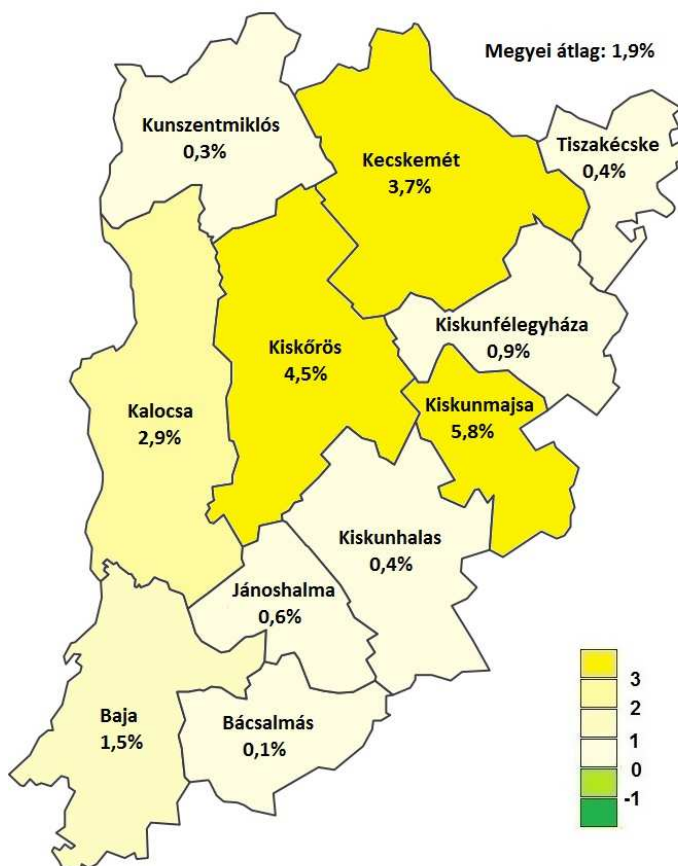 Megyei átlag: 1,9%
Kunszentmiklós
0,3%
Kecskemét
3,7%
Tiszakécske
0,4%
Kiskunfélegyháza
0,9%
Kiskőrös
4,5%
Kiskunmajsa
5,8%
Kalocsa
2,9%
Kiskunhalas
0,4%
Jánoshalma
0,6%
Baja
1,5%
Bácsalmás
0,1%
3
2
1
0
-1